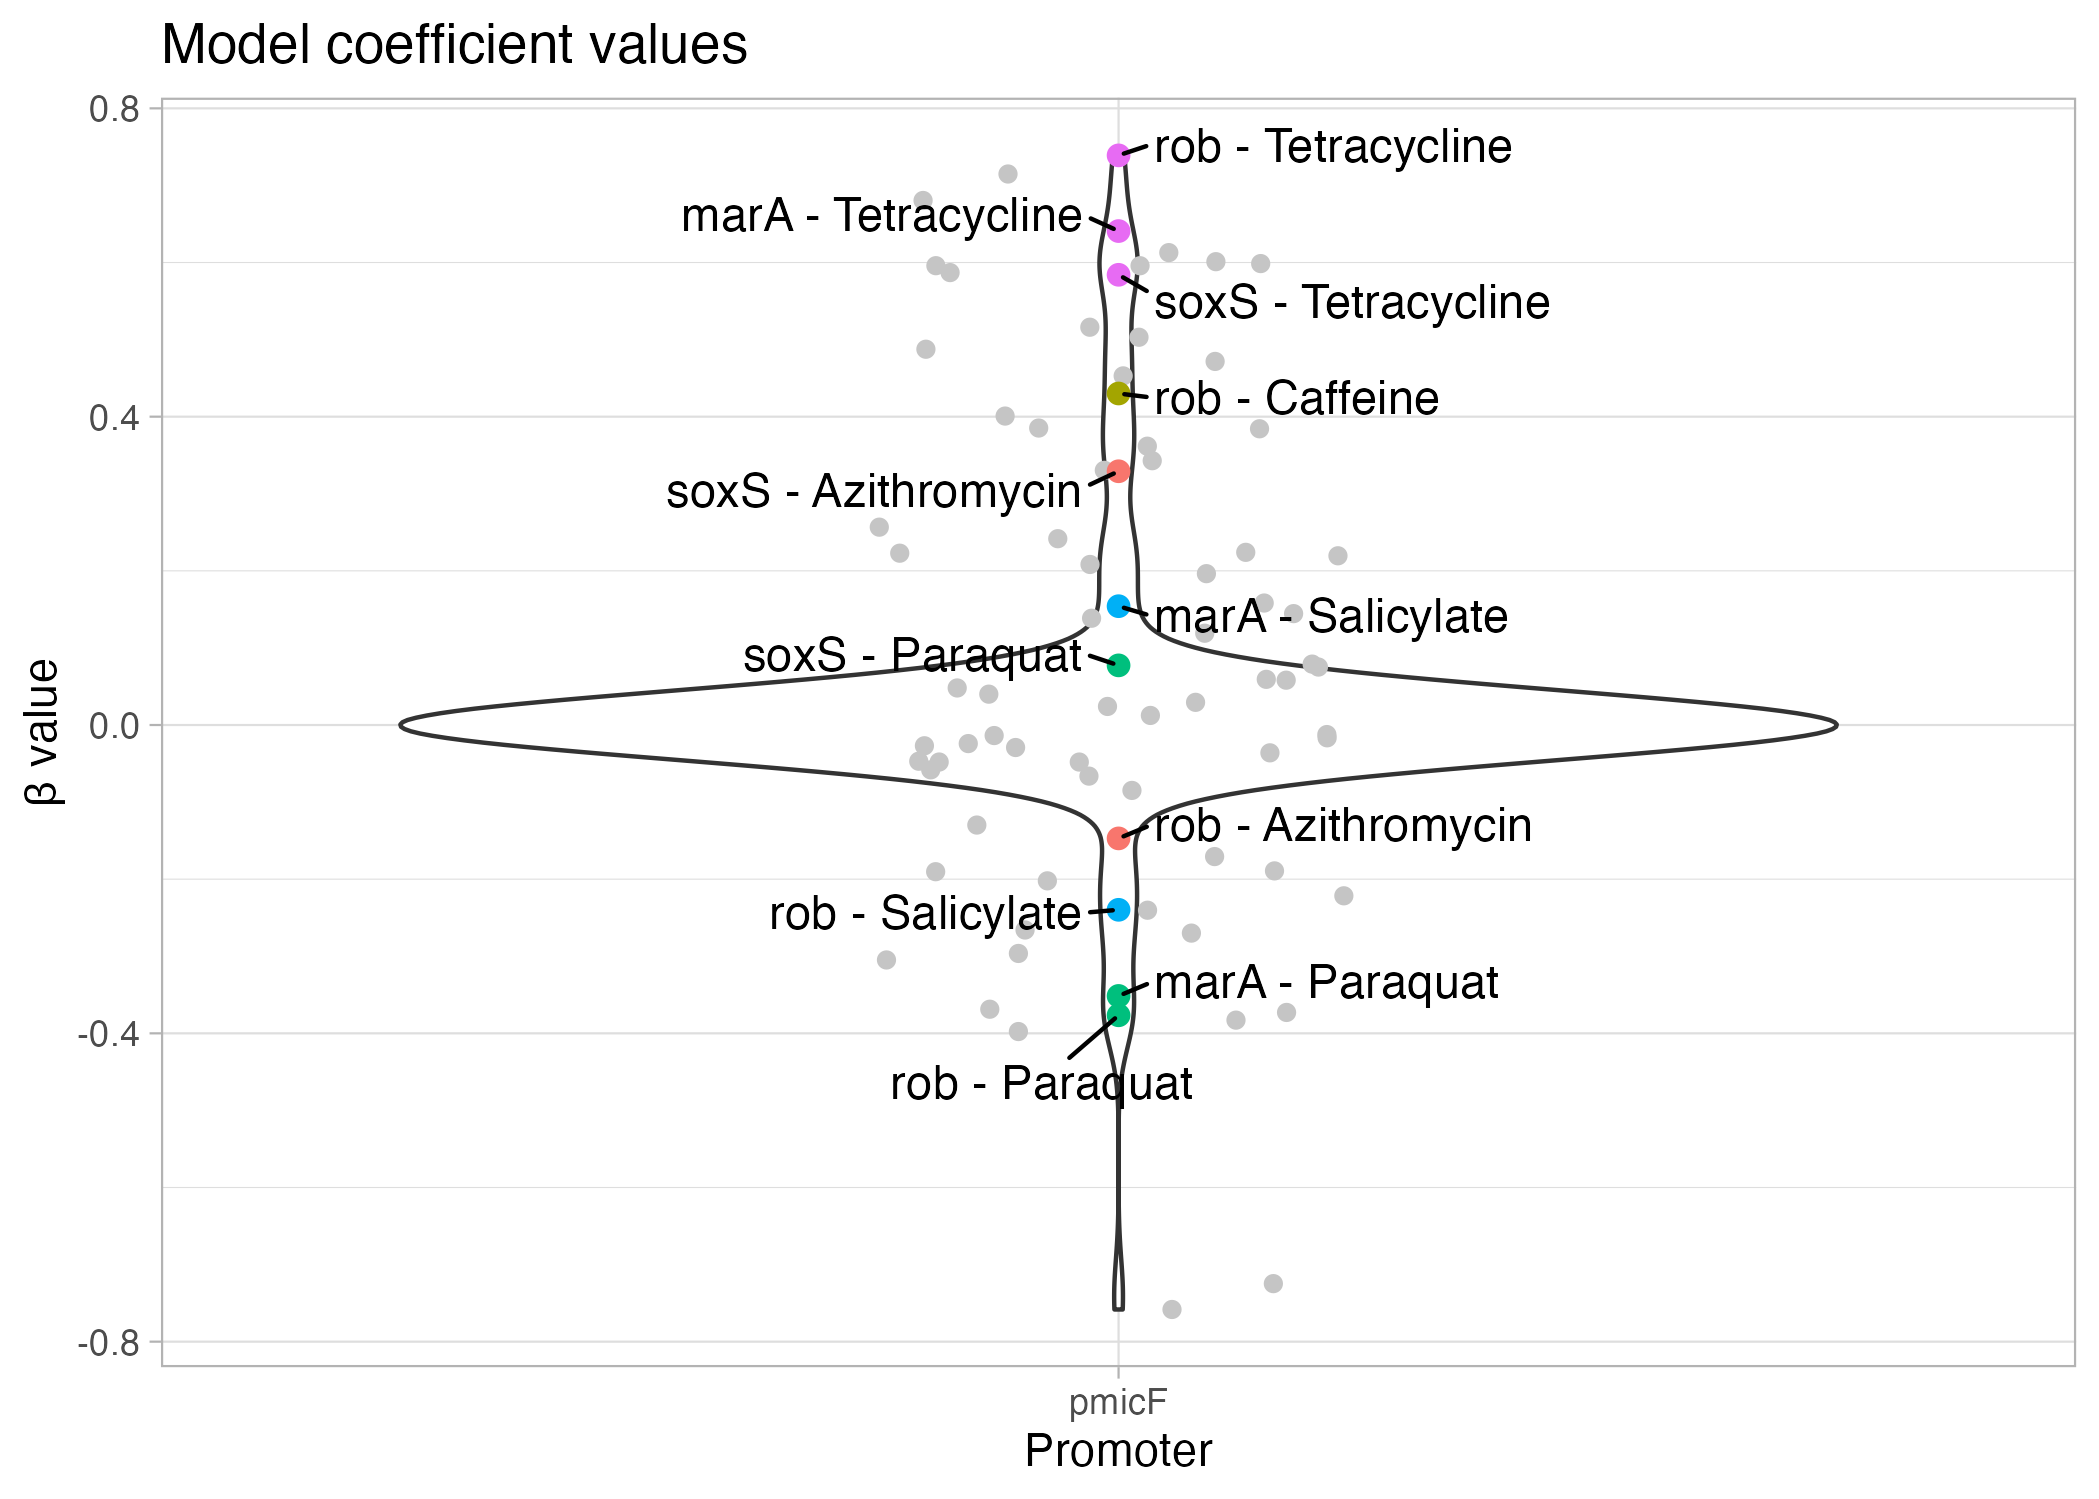 Model coefficient values
0.8
rob - Tetracycline
marA - Tetracycline
soxS - Tetracycline
rob - Caffeine
0.4
soxS - Azithromycin
marA - Salicylate
soxS - Paraquat
0.0
β value
rob - Azithromycin
rob - Salicylate
marA - Paraquat
-0.4
rob - Paraquat
-0.8
pmicF
Promoter